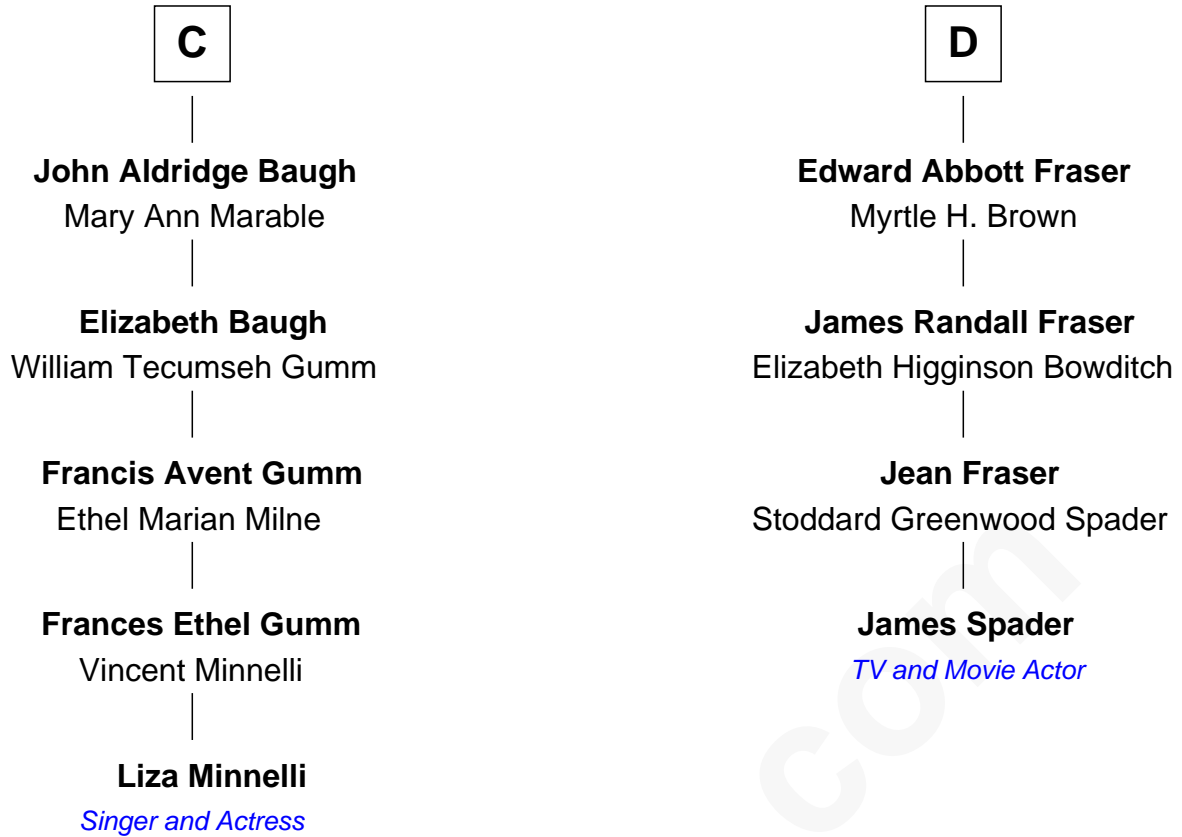 C
John Aldridge Baugh
Mary Ann Marable
Elizabeth Baugh
William Tecumseh Gumm
Francis Avent Gumm
Ethel Marian Milne
Frances Ethel Gumm
Vincent Minnelli
Liza Minnelli
Singer and Actress
D
Edward Abbott Fraser
Myrtle H. Brown
James Randall Fraser
Elizabeth Higginson Bowditch
Jean Fraser
Stoddard Greenwood Spader
James Spader
TV and Movie Actor
com